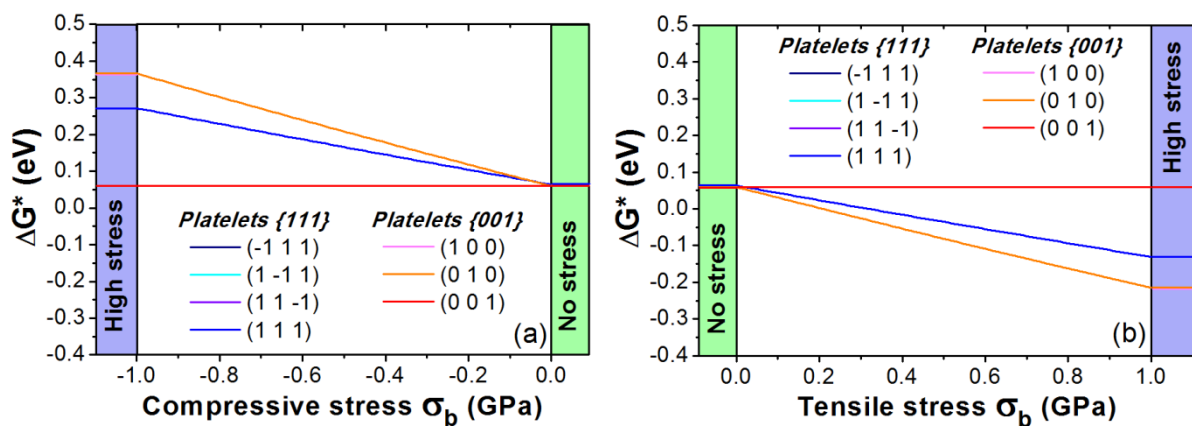 0.5
0.4
0.3
0.2
0.1
0.0
-0.1
-0.2
-0.3
-0.4
ΔG* (eV)
High stress
No stress
Platelets {111}
(-1 1 1)
(1 -1 1)
(1 1 -1)
(1 1 1)
Platelets {001}
(1 0 0)
(0 1 0)
(0 0 1)
(a)
-1.0 -0.8 -0.6 -0.4 -0.2 0.0
Compressive stress σb (GPa)
0.5
0.4
0.3
0.2
0.1
0.0
-0.1
-0.2
-0.3
-0.4
ΔG* (eV)
No stress
High stress
Platelets {111}
(-1 1 1)
(1 -1 1)
(1 1 -1)
(1 1 1)
Platelets {001}
(1 0 0)
(0 1 0)
(0 0 1)
(b)
0.0 0.2 0.4 0.6 0.8 1.0
Tensile stress σb (GPa)